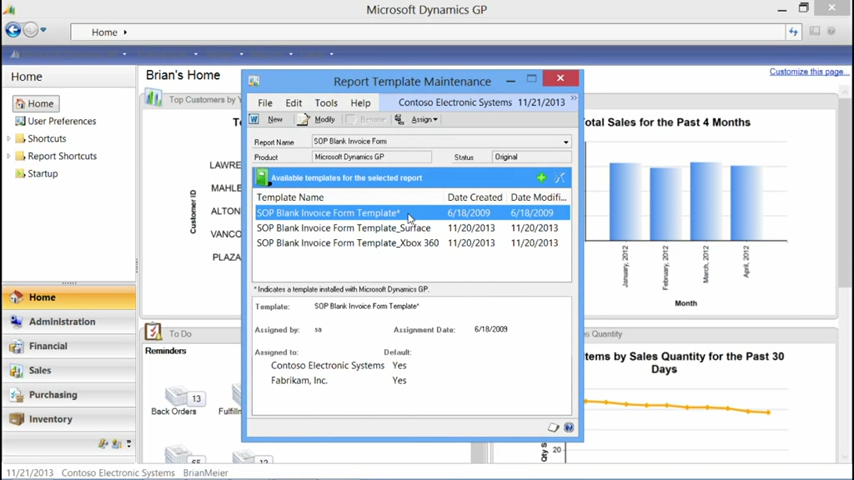 Microsoft Dynamics GP
Home
Home
Brian's Home
Customize this page...
Home
User Preferences
Shortcuts
Report Shortcuts
Startup
Top Customers by
LAWRE
MAHLE
ALTON
VANCO
PLAZA
Customer ID
Report Template Maintenance
File Edit Tools Help
Contoso Electronic Systems 11/21/2013
New Modify Rename Assign
Report Name SOP Blank Invoice Form
Product Microsoft Dynamics GP Status Original
Available templates for the selected report
Template Name Date Created Date Modifi...
SOP Blank Invoice Form Template* 6/18/2009 6/18/2009
SOP Blank Invoice Form Template_Surface 11/20/2013 11/20/2013
SOP Blank Invoice Form Template_Xbox 360 11/20/2013 11/20/2013
* Indicates a template installed with Microsoft Dynamics GP.
Template: SOP Blank Invoice Form Template*
Assigned by: sa Assignment Date: 6/18/2009
Assigned to: Default:
Contoso Electronic Systems Yes
Fabrikam, Inc. Yes
otal Sales for the Past 4 Months
January, 2012
February, 2012
March, 2012
April, 2012
Month
Home
Administration
Financial
Sales
Purchasing
Inventory
To Do
Reminders
13
Back Orders
Fulfil
65
12
es Quantity
tems by Sales Quantity for the Past 30
Days
20
11/21/2013 Contoso Electronic Systems BrianMeier